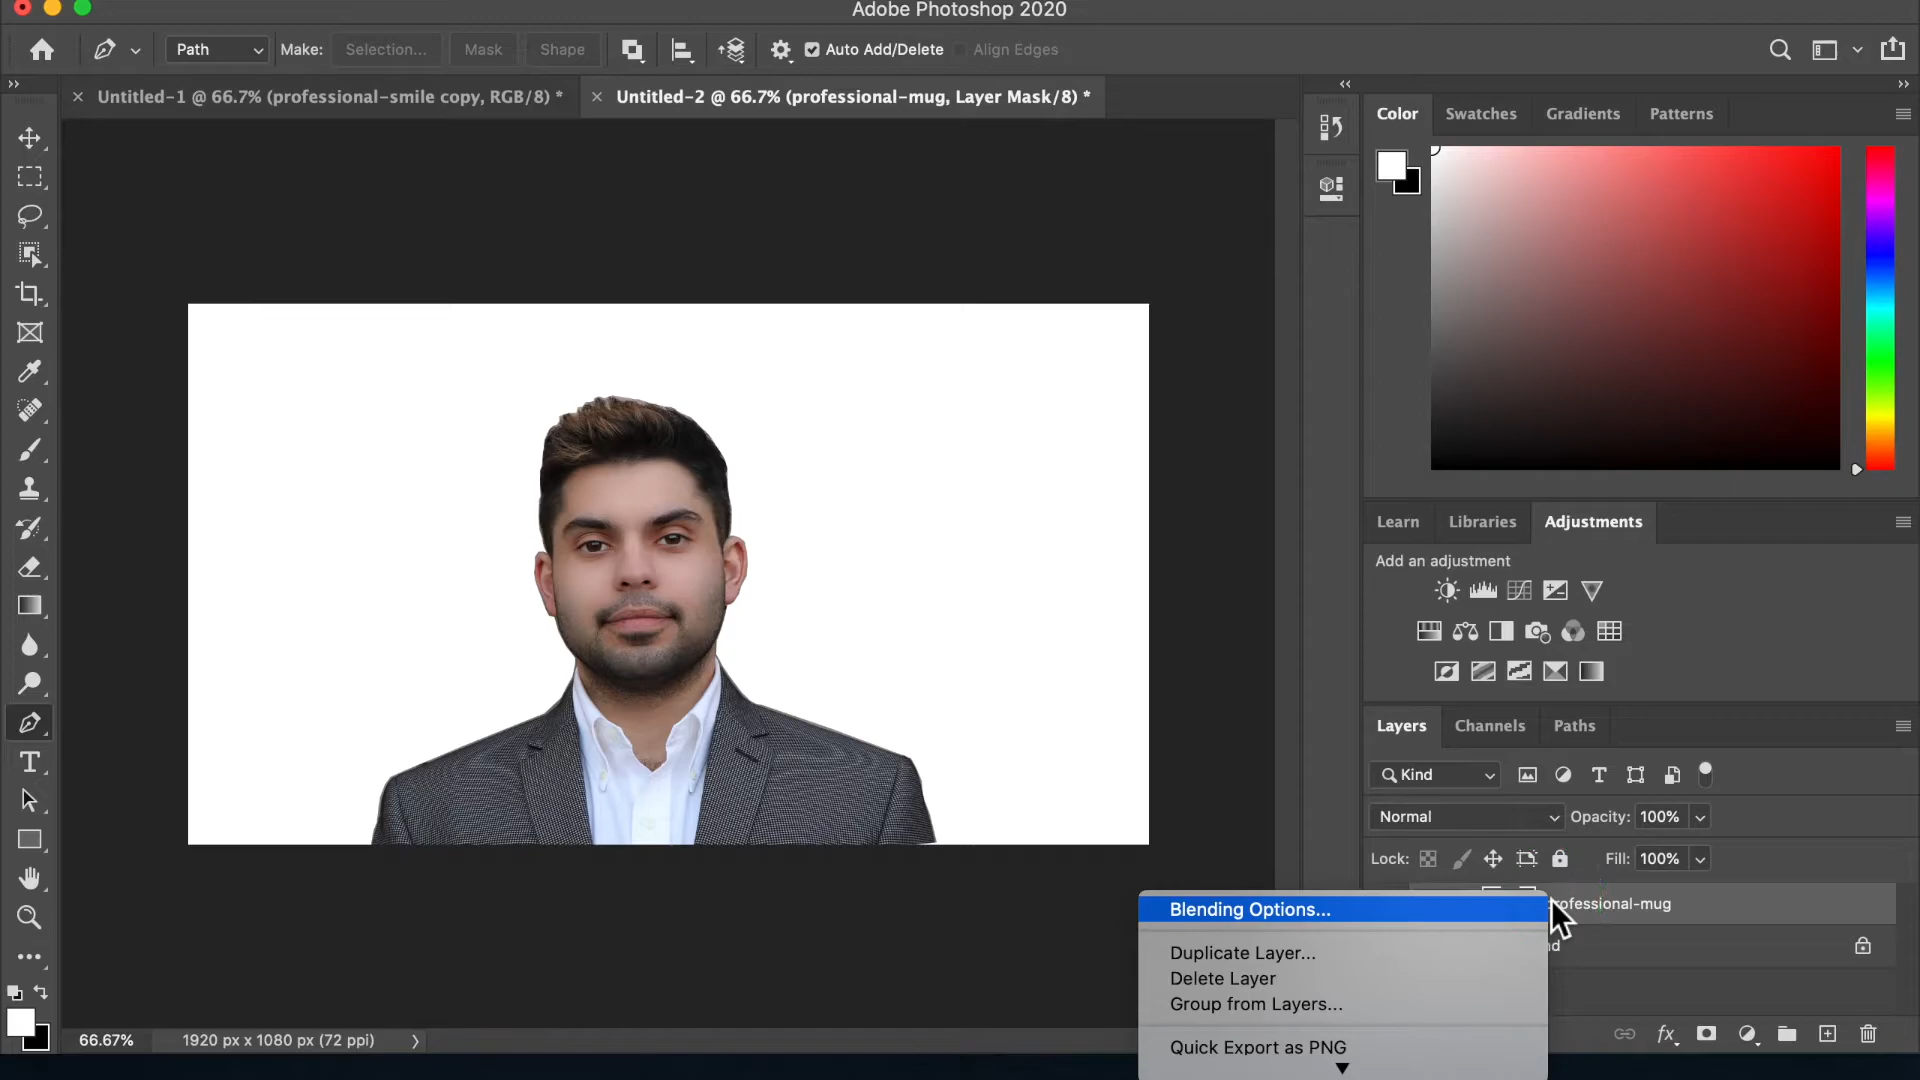 Adobe Photoshop 2020
Path
Make:
Selection...
Mask
Shape
Auto Add/Delete
Align Edges
Untitled-1 @ 66.7% (professional-smile copy, RGB/8) *
Untitled-2 @ 66.7% (professional-mug, Layer Mask/8) *
Color
Swatches
Gradients
Patterns
Learn
Libraries
Adjustments
Add an adjustment
Layers
Channels
Paths
Kind
Normal
Opacity: 100%
Lock:
Fill: 100%
rofessional-mug
nd
Blending Options...
Duplicate Layer...
Delete Layer
Group from Layers...
Quick Export as PNG
66.67%
1920 px x 1080 px (72 ppi)